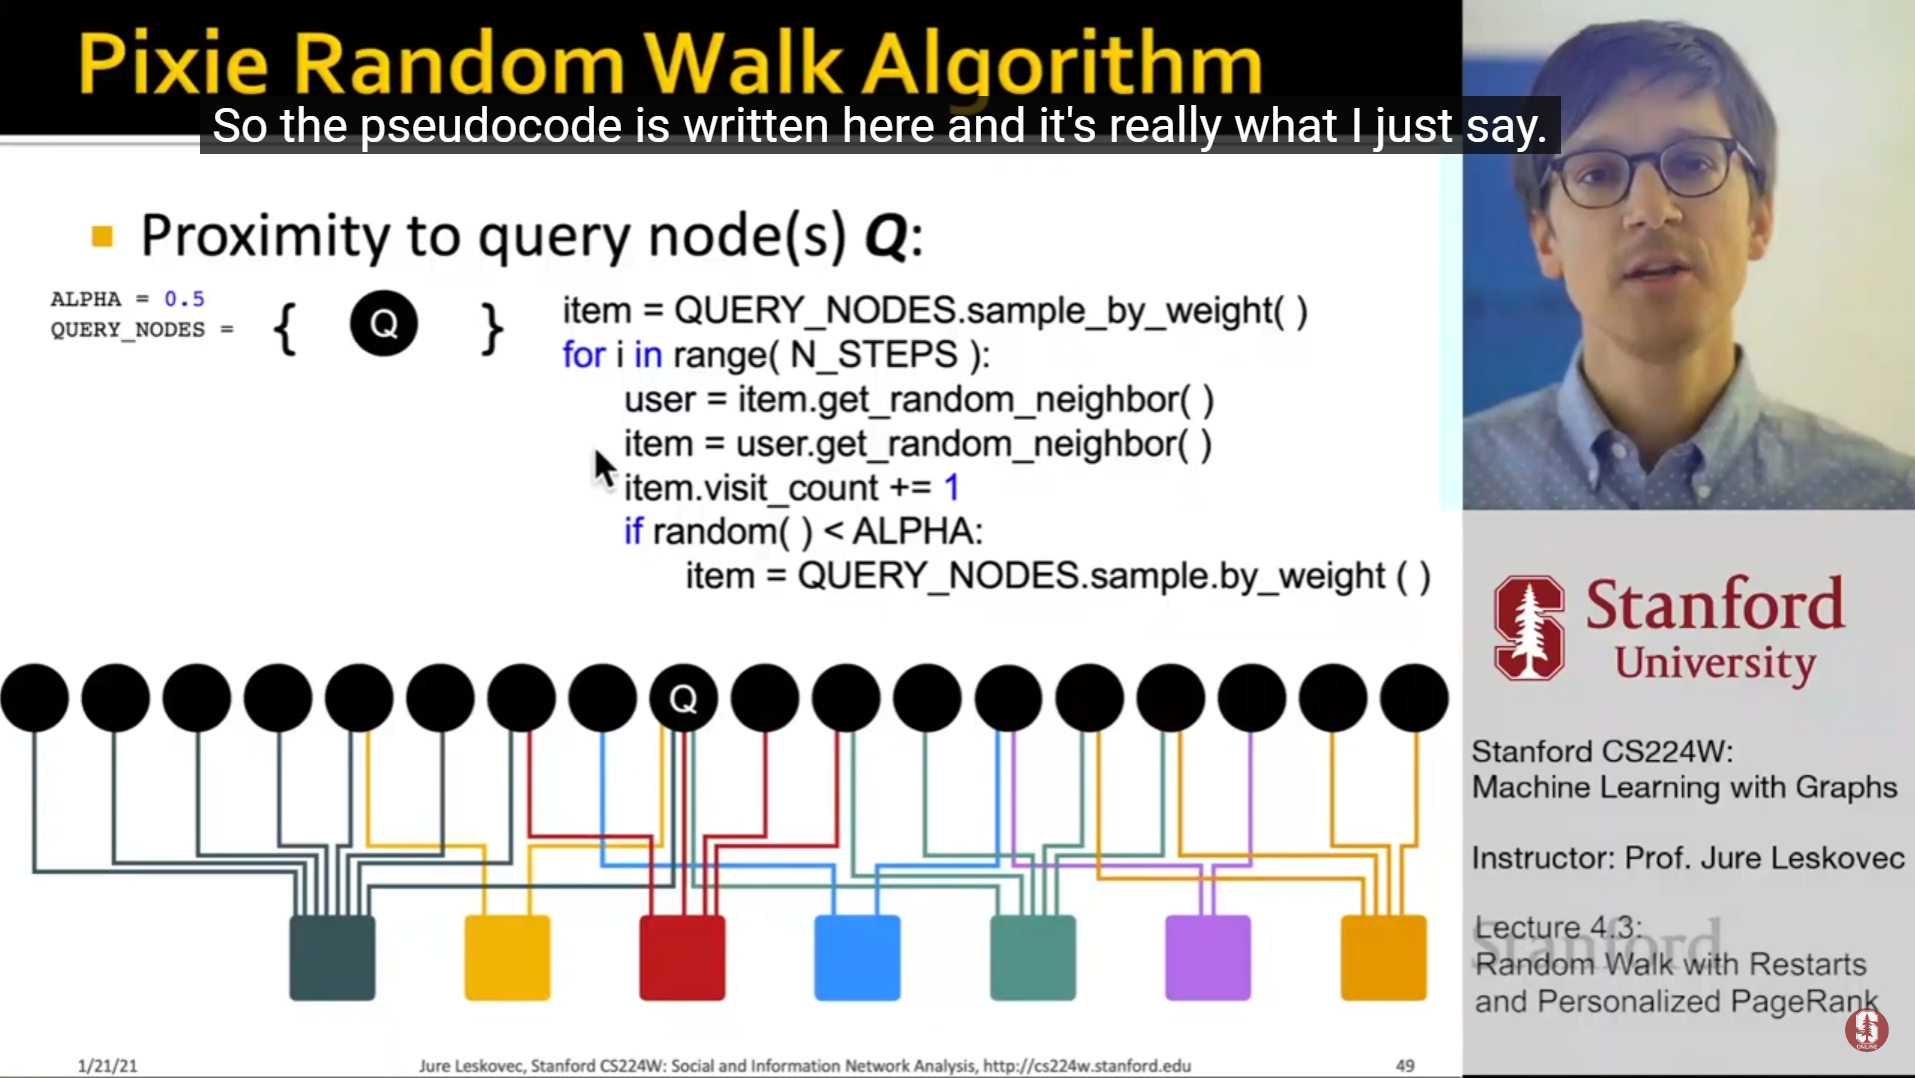 Pixie Random Walk Algorithm
So the pseudocode is written here and it's really what I just say.
Proximity to query node(s) Q:
ALPHA = 0.5
QUERY_NODES = { Q }
item = QUERY_NODES.sample_by_weight( )
for i in range( N_STEPS ):
user = item.get_random_neighbor( )
item = user.get_random_neighbor( )
item.visit_count += 1
if random( ) < ALPHA:
item = QUERY_NODES.sample.by_weight ( )
Q
Stanford
University
Stanford CS224W:
Machine Learning with Graphs
Instructor: Prof. Jure Leskovec
Lecture 4.3:
Stanford
Random Walk with Restarts
and Personalized PageRank
S
ONLINE
1/21/21
Jure Leskovec, Stanford CS224W: Social and Information Network Analysis, http://cs224w.stanford.edu
49